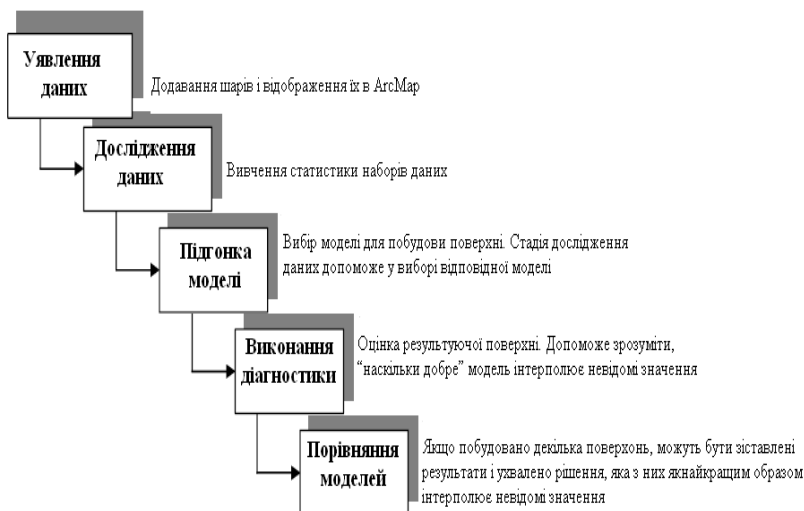 Уявлення
даних
Додавання шарів і відображення їх в ArcMap
Дослідження
даних
Вивчення статистики наборів даних
Підгонка
моделі
Вибір моделі для побудови поверхні. Стадія дослідження
даних допоможе у виборі відповідної моделі
Виконання
діагностики
Оцінка результуючої поверхні. Допоможе зрозуміти,
“наскільки добре” модель інтерполює невідомі значення
Порівняння
моделей
Якщо побудовано декілька поверхонь, можуть бути зіставлені
результати і ухвалено рішення, яка з них якнайкращим образом
інтерполює невідомі значення